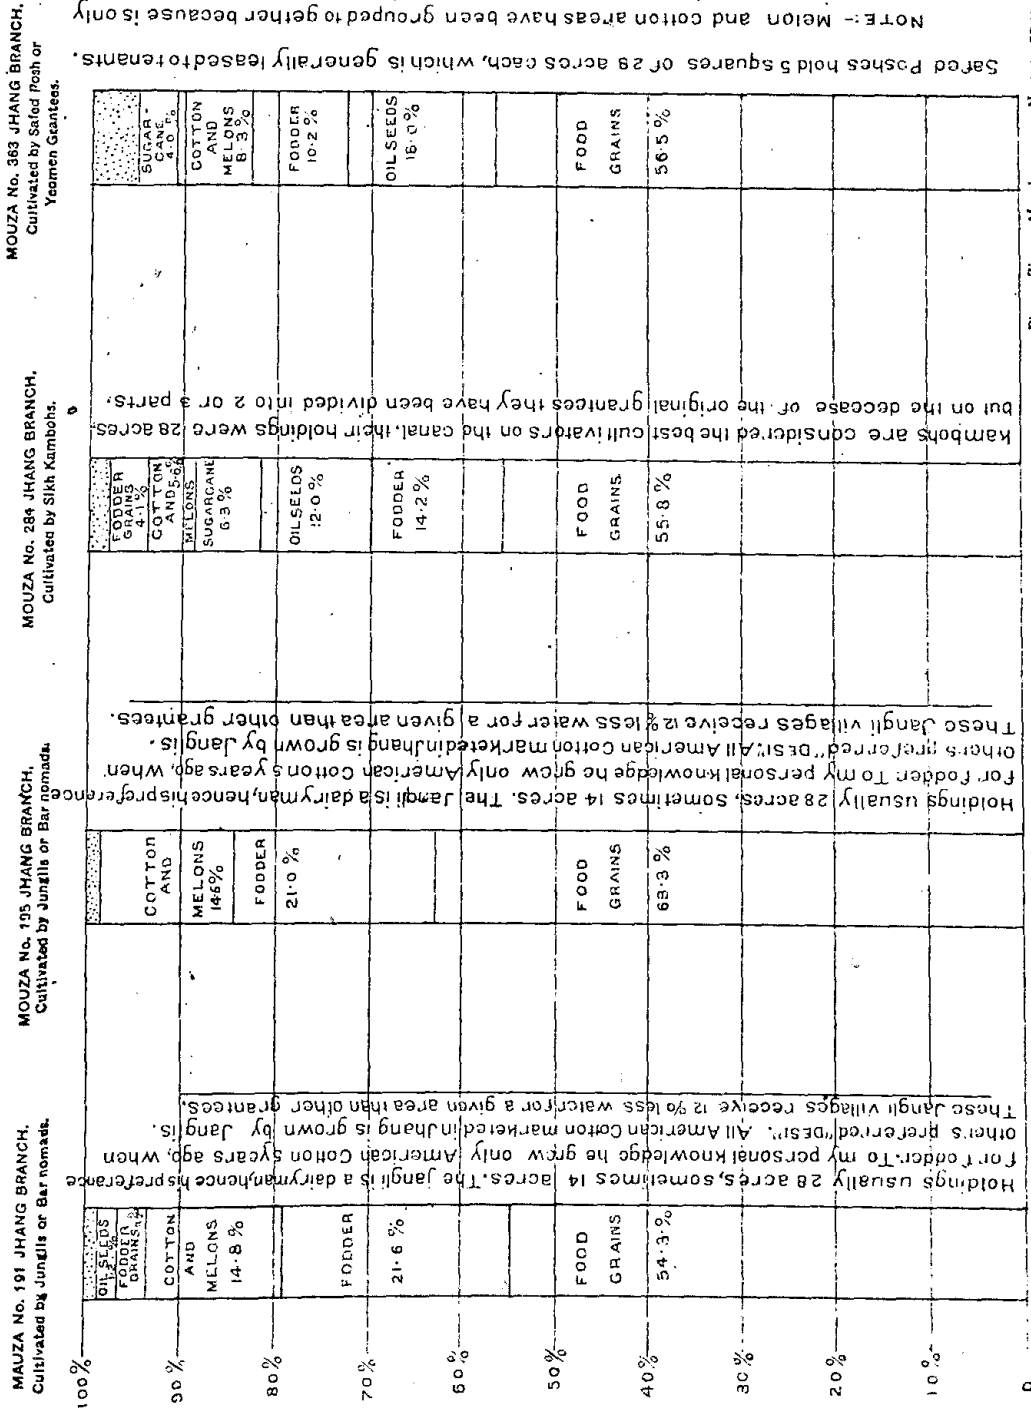 MAUZA No. 191 JHANG BRANCH.
Cultivated by Junglis or Bar nomads.
MOUZA No. 195 JHANG BRANCH,
Cultivated by Junglis or Bar nomads.
MOUZA No. 284 JHANG BRANCH,
Cultivated by Sikh Kambohs.
MOUZA No. 363 JHANG BRANCH,
Cultivated by Safed Posh or
Yeomen Grantees.
100%
90%
80%
70%
60%
50%
40%
30%
20%
10%
0
OIL SEEDS
FODDER
GRAINS
COTTON
AND
MELONS
14.8 %
FODDER
21.6 %
FOOD
GRAINS
54.3 %
Holdings usually 28 acres, sometimes 14 acres. The jangli is a dairyman, hence his preferance
For Fodder. To my personal knowledge he grew only American Cotton 5 years ago, when
others preferred "DESI". All American Cotton marketed in Jhang is grown by Janglis.
These Jangli villages receive 12 % less water for a given area than other grantees.
COTTON
AND
MELONS
14.6%
FODDER
21.0 %
FOOD
GRAINS
63.3 %
Holdings usually 28 acres, Sometimes 14 acres. The Jangli is a dairyman, hence his preference
For Fodder. To my personal knowledge he grew only American Cotton 5 years ago, when
Others preferred "DESI". All American Cotton marketed in Jhang is grown by Janglis.
These Jangli villages receive 12 % less water for a given area than other grantees.
FODDER
GRAINS
4.1 %
COTTON
AND 5.6%
MELONS
SUGARCANE
6.3 %
OILSEEDS
12.0 %
FODDER
14.2 %
FOOD
GRAINS
55.8 %
Kambohs are considered the best cultivators on the canal. their holdings were 28 acres,
but on the decease of the original grantees they have been divided into 2 or 3 parts.
SUGAR-
CANE
4.0 %
COTTON
AND
MELONS
8.3 %
FODDER
10.2 %
OILSEEDS
16.0 %
FOOD
GRAINS
56.5 %
Safed Poshes hold 5 squares of 28 acres each, which is generally leased to tenants.
NOTE:- Melon and cotton areas have been grouped together because is only